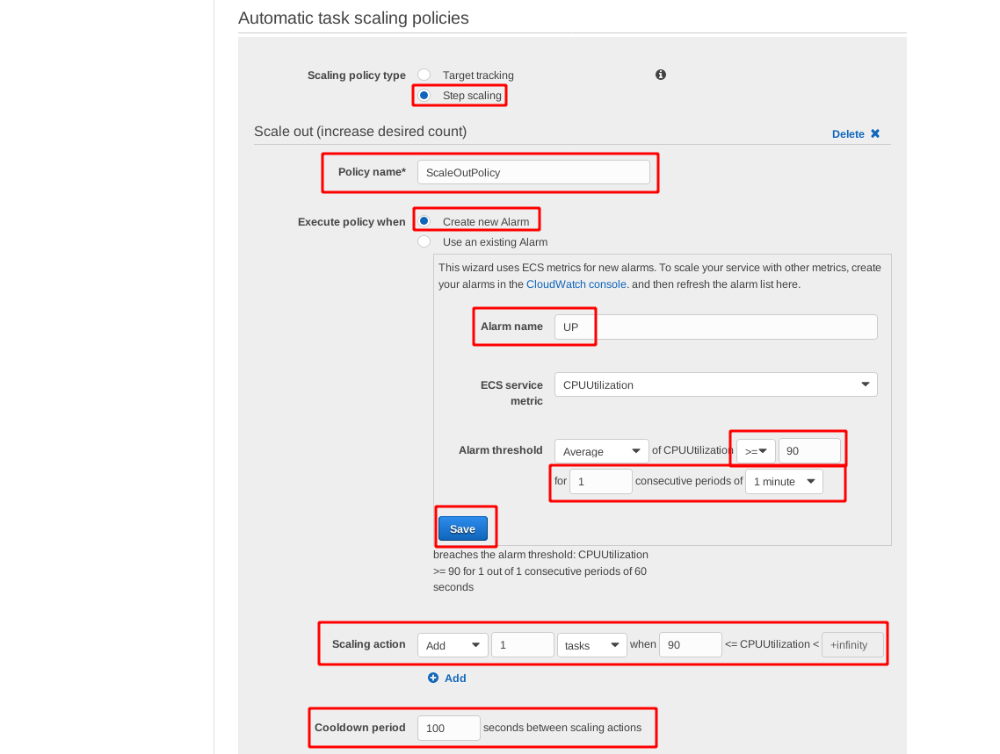 Automatic task scaling policies
Scaling policy type
Target tracking
Step scaling
Scale out (increase desired count)
Delete ✖
Policy name* ScaleOutPolicy
Execute policy when
Create new Alarm
Use an existing Alarm
This wizard uses ECS metrics for new alarms. To scale your service with other metrics, create
your alarms in the CloudWatch console. and then refresh the alarm list here.
Alarm name UP
ECS service
metric
CPUUtilization
Alarm threshold Average of CPUUtilization >= 90
for 1 consecutive periods of 1 minute
Save
breaches the alarm threshold: CPUUtilization
>= 90 for 1 out of 1 consecutive periods of 60
seconds
Scaling action Add 1 tasks when 90 <= CPUUtilization < +infinity
Add
Cooldown period 100 seconds between scaling actions